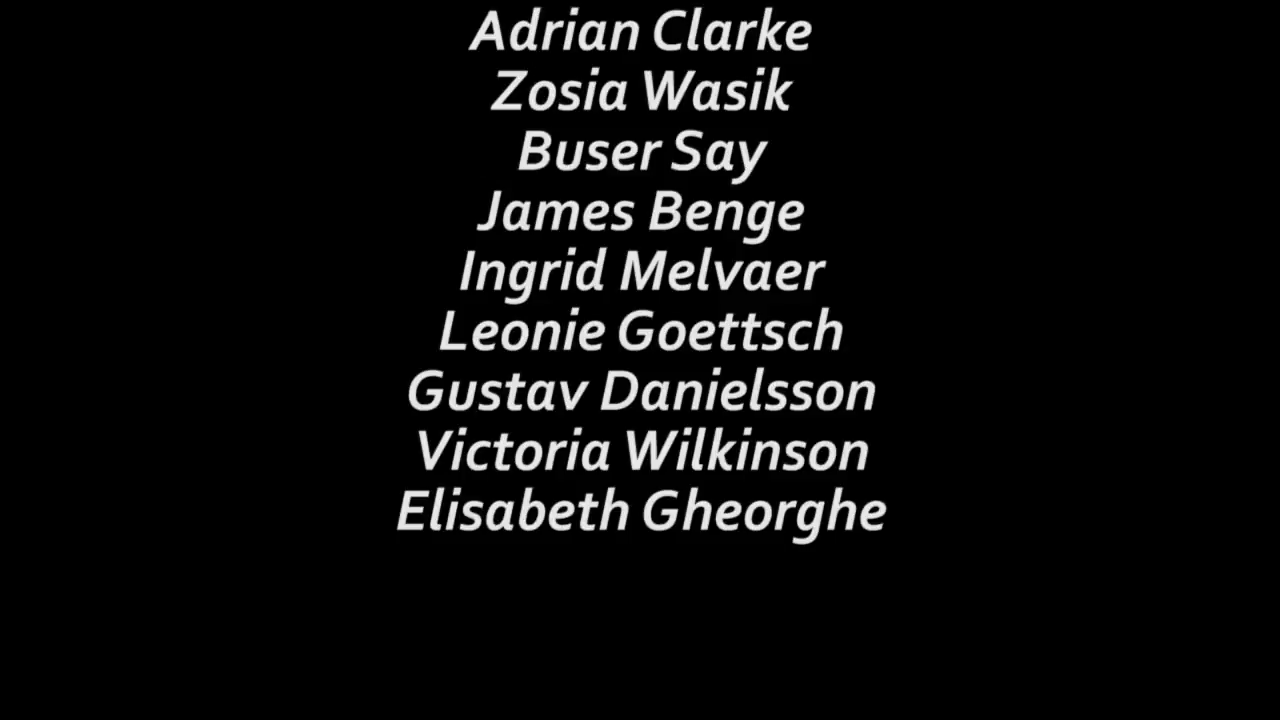 Adrian Clarke
Zosia Wasik
Buser Say
James Benge
Ingrid Melvaer
Leonie Goettsch
Gustav Danielsson
Victoria Wilkinson
Elisabeth Gheorghe